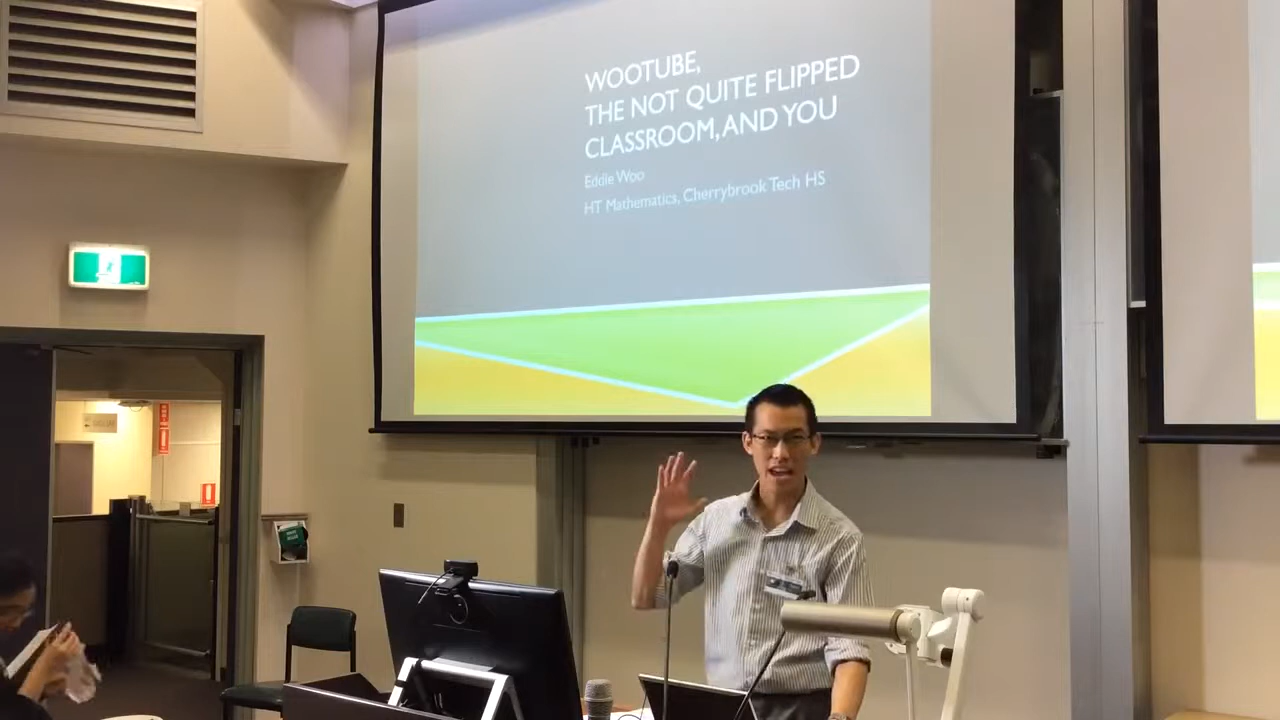 WOOTUBE,
THE NOT QUITE FLIPPED
CLASSROOM, AND YOU
Eddie Woo
HT Mathematics, Cherrybrook Tech HS